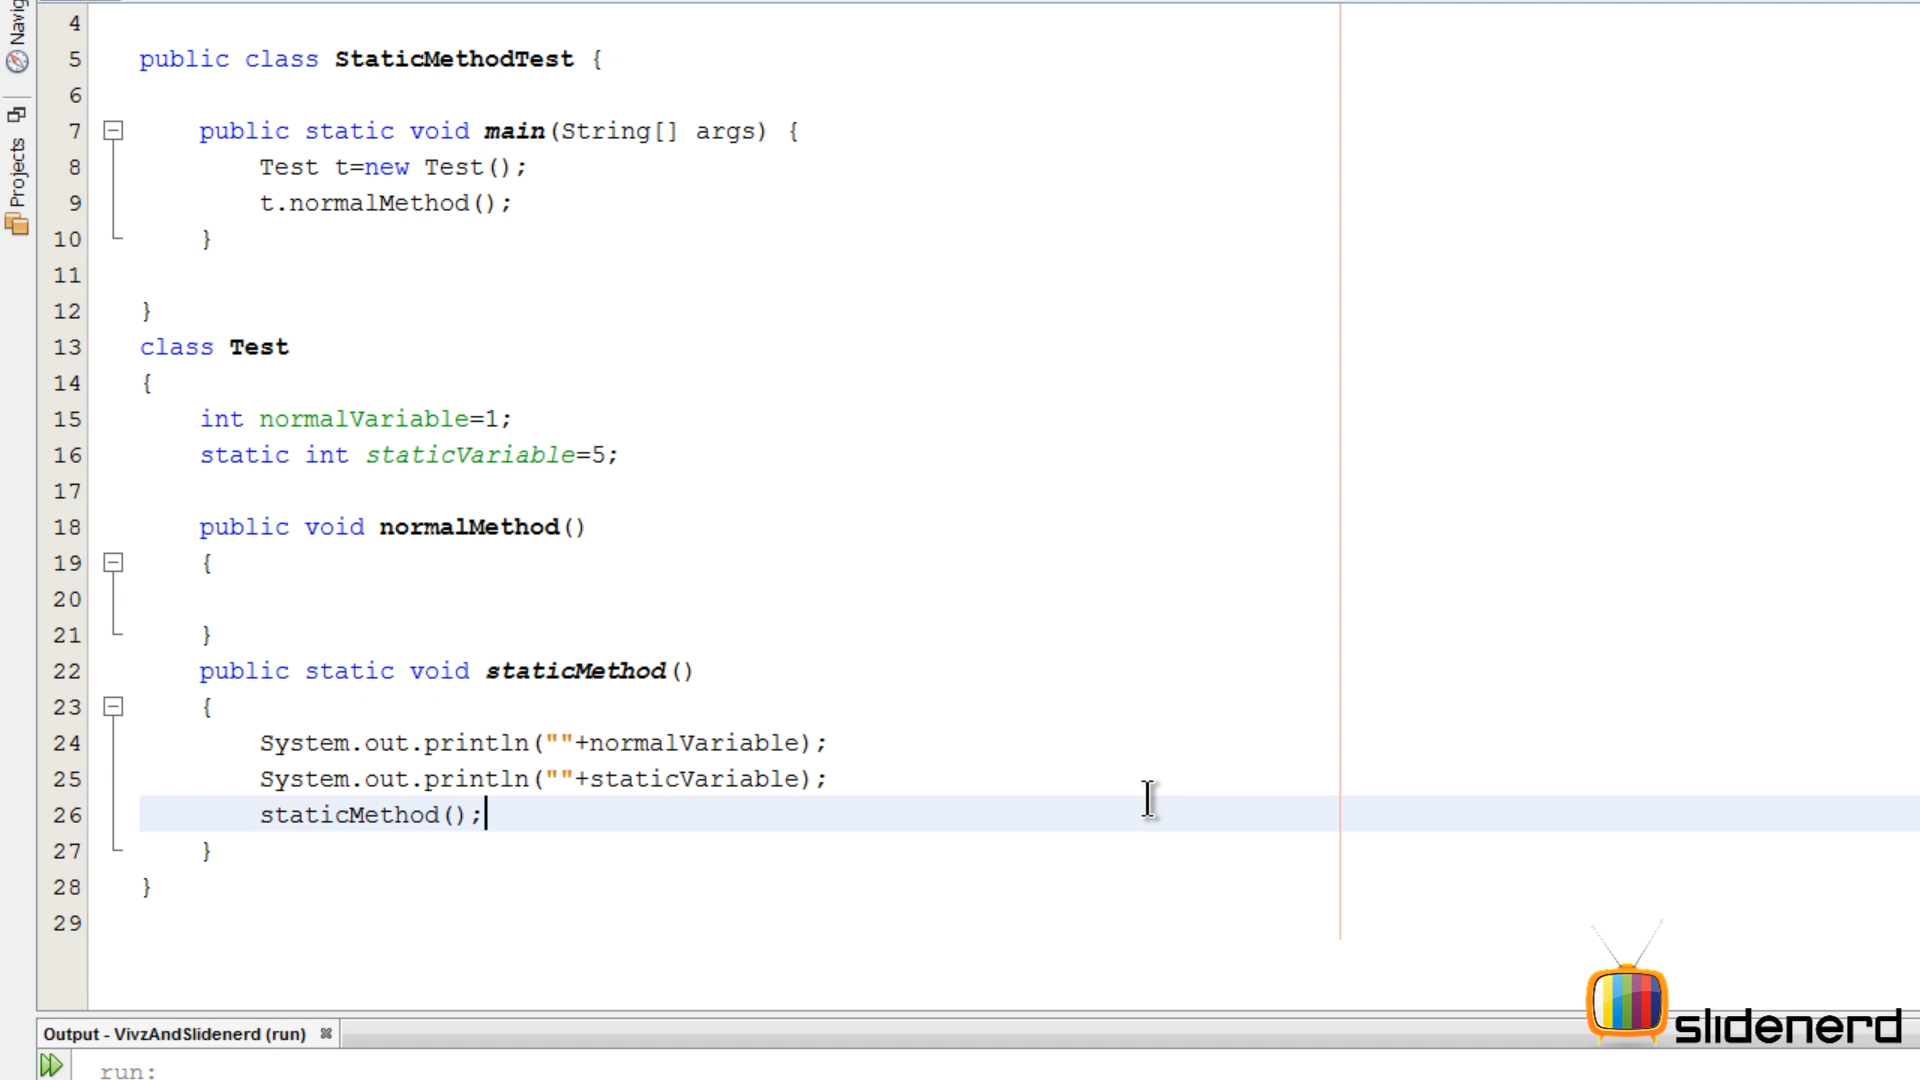 Navig
Projects
4
5 public class StaticMethodTest {
6
7 public static void main(String[] args) {
8 Test t=new Test();
9 t.normalMethod();
10 }
11
12 }
13 class Test
14 {
15 int normalVariable=1;
16 static int staticVariable=5;
17
18 public void normalMethod()
19 {
20
21 }
22 public static void staticMethod()
23 {
24 System.out.println(""+normalVariable);
25 System.out.println(""+staticVariable);
26 staticMethod();
27 }
28 }
29
slidenerd
Output - VivzAndSlidenerd (run)
run: